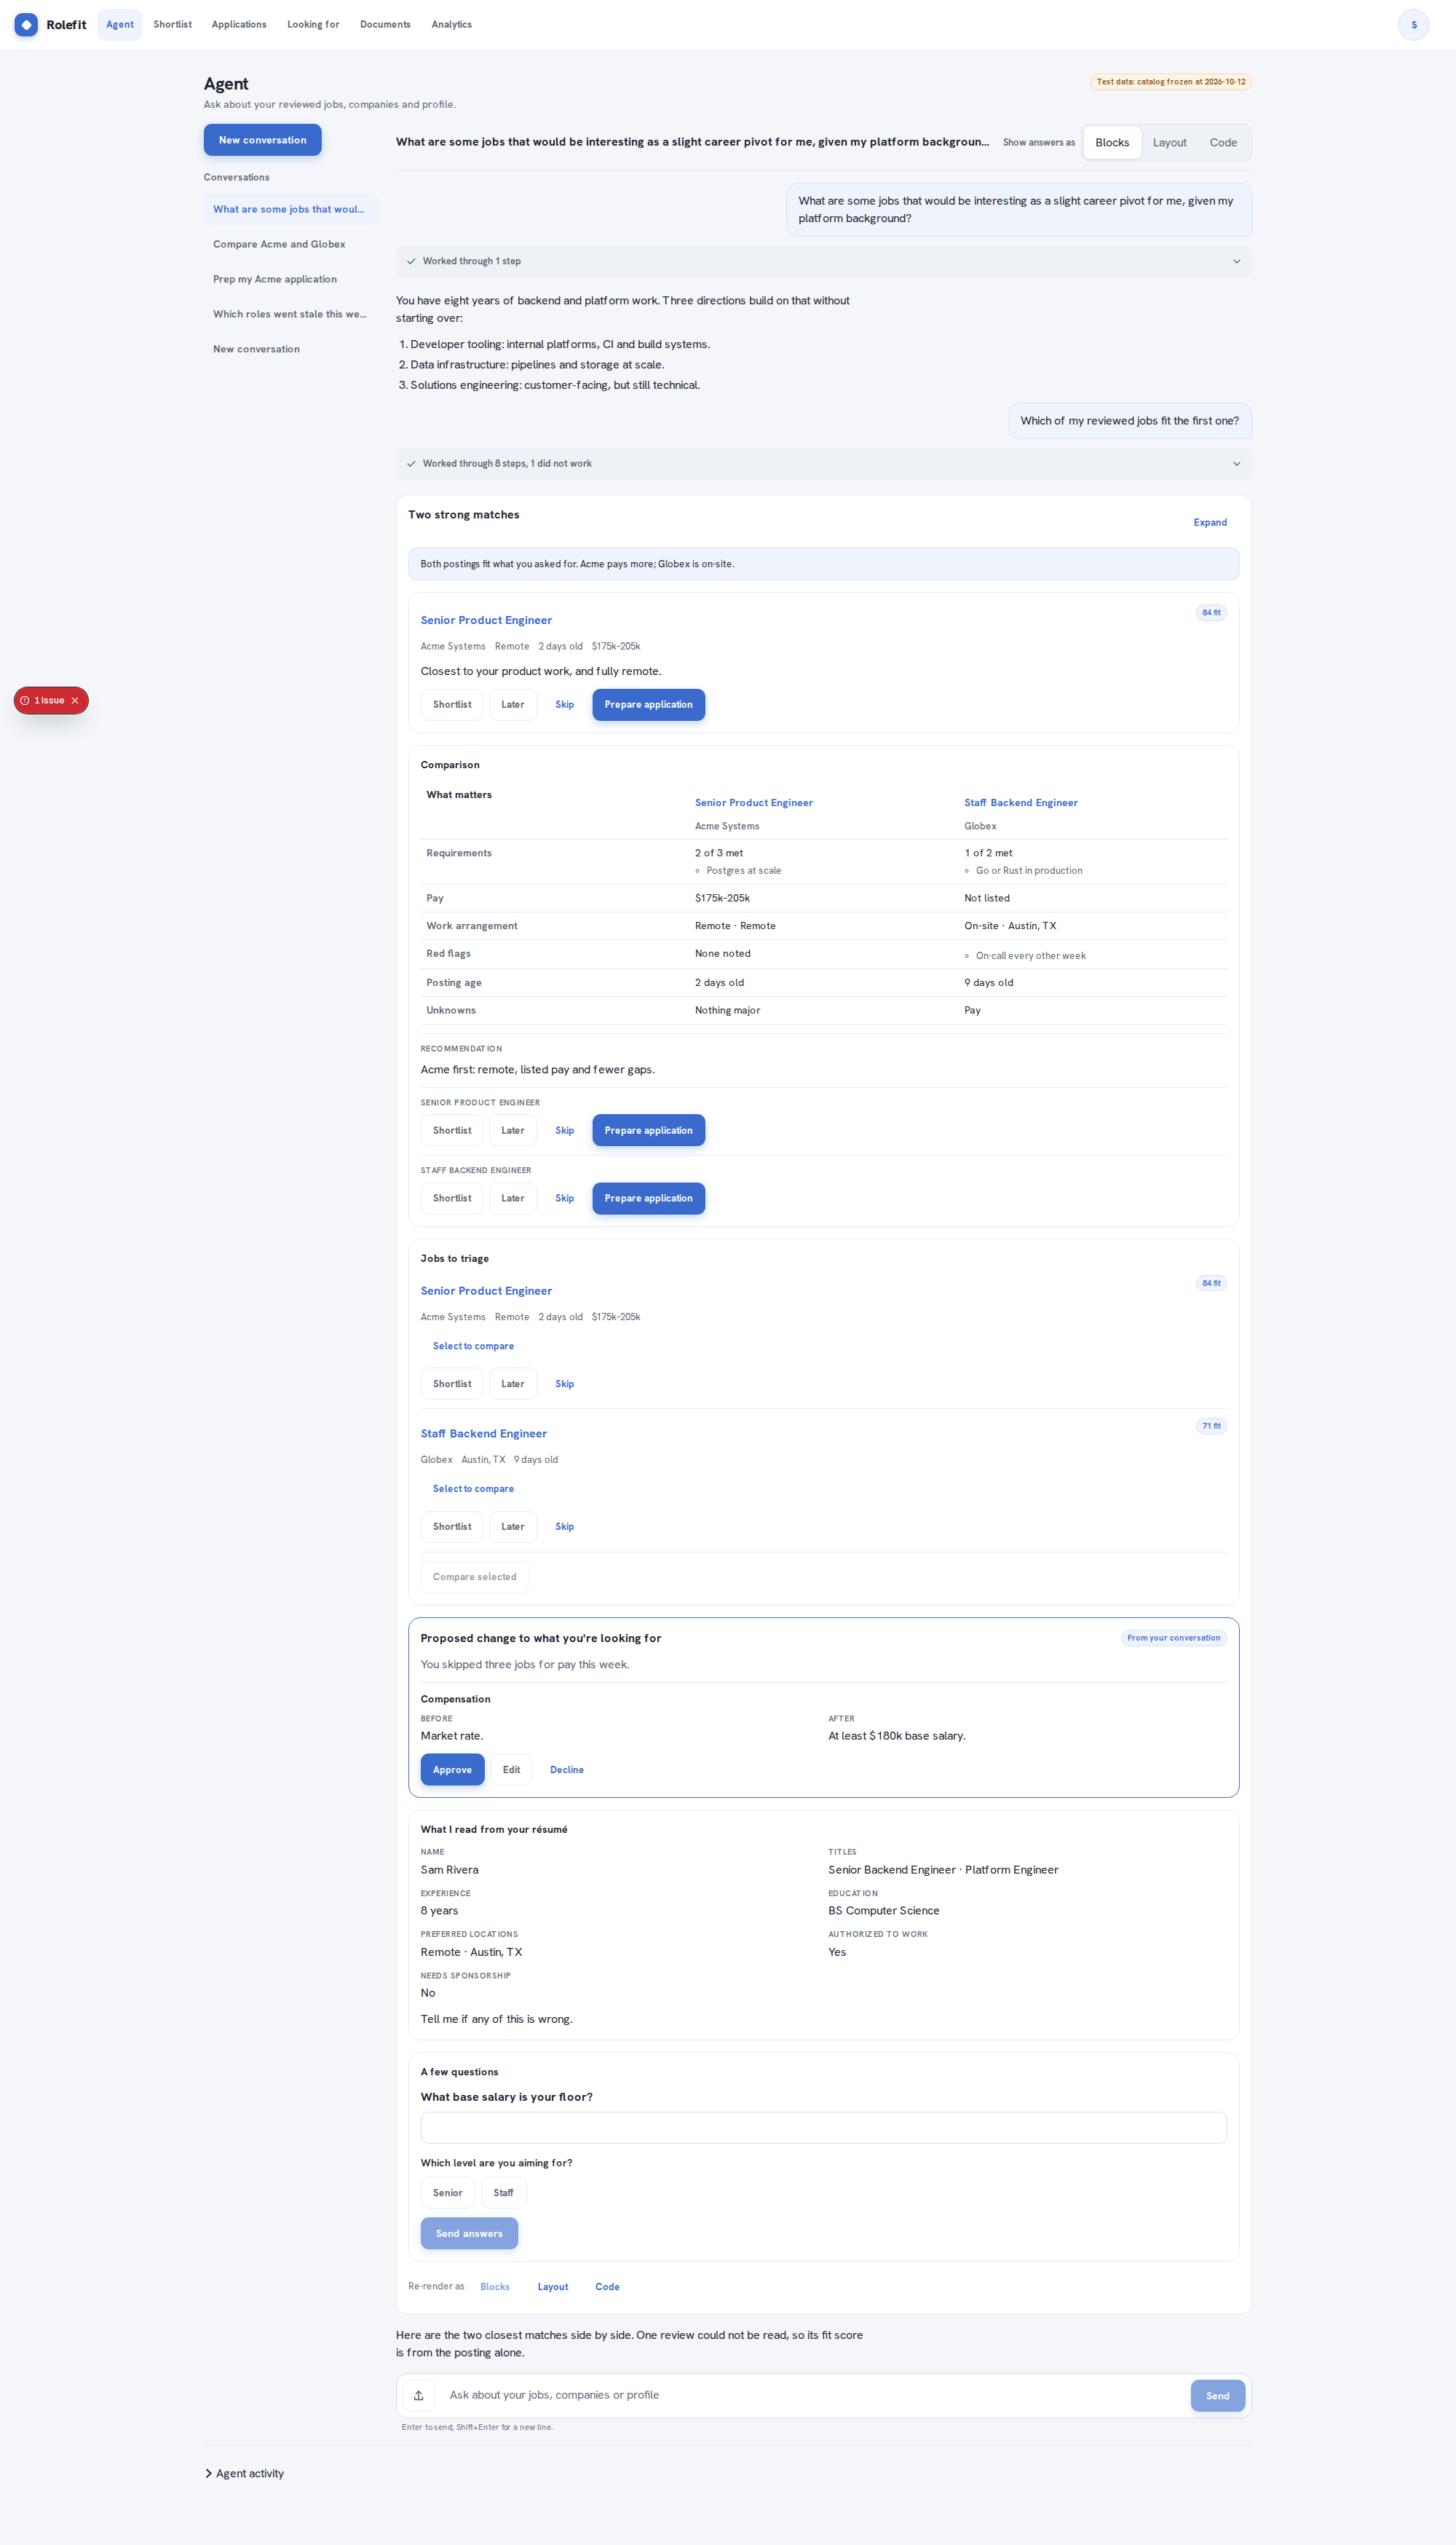 Rolefit
Agent
Shortlist
Applications
Looking for
Documents
Analytics
S
Agent
Test data: catalog frozen at 2026-10-12
Ask about your reviewed jobs, companies and profile.
New conversation
What are some jobs that would be interesting as a slight career pivot for me, given my platform backgroun...
Show answers as
Blocks
Layout
Code
Conversations
What are some jobs that woul...
Compare Acme and Globex
Prep my Acme application
Which roles went stale this we...
New conversation
What are some jobs that would be interesting as a slight career pivot for me, given my
platform background?
Worked through 1 step
You have eight years of backend and platform work. Three directions build on that without
starting over:
1. Developer tooling: internal platforms, CI and build systems.
2. Data infrastructure: pipelines and storage at scale.
3. Solutions engineering: customer-facing, but still technical.
Which of my reviewed jobs fit the first one?
Worked through 8 steps, 1 did not work
Two strong matches
Expand
Both postings fit what you asked for. Acme pays more; Globex is on-site.
Senior Product Engineer
84 fit
Acme Systems Remote 2 days old $175k–205k
Closest to your product work, and fully remote.
Shortlist
Later
Skip
Prepare application
1 Issue
Comparison
What matters
Senior Product Engineer
Staff Backend Engineer
Acme Systems
Globex
Requirements
2 of 3 met
1 of 2 met
Postgres at scale
Go or Rust in production
Pay
$175k–205k
Not listed
Work arrangement
Remote · Remote
On-site · Austin, TX
Red flags
None noted
On-call every other week
Posting age
2 days old
9 days old
Unknowns
Nothing major
Pay
RECOMMENDATION
Acme first: remote, listed pay and fewer gaps.
SENIOR PRODUCT ENGINEER
Shortlist
Later
Skip
Prepare application
STAFF BACKEND ENGINEER
Shortlist
Later
Skip
Prepare application
Jobs to triage
Senior Product Engineer
84 fit
Acme Systems Remote 2 days old $175k–205k
Select to compare
Shortlist
Later
Skip
Staff Backend Engineer
71 fit
Globex Austin, TX 9 days old
Select to compare
Shortlist
Later
Skip
Compare selected
Proposed change to what you're looking for
From your conversation
You skipped three jobs for pay this week.
Compensation
BEFORE
AFTER
Market rate.
At least $180k base salary.
Approve
Edit
Decline
What I read from your résumé
NAME
TITLES
Sam Rivera
Senior Backend Engineer · Platform Engineer
EXPERIENCE
EDUCATION
8 years
BS Computer Science
PREFERRED LOCATIONS
AUTHORIZED TO WORK
Remote · Austin, TX
Yes
NEEDS SPONSORSHIP
No
Tell me if any of this is wrong.
A few questions
What base salary is your floor?
Which level are you aiming for?
Senior
Staff
Send answers
Re-render as
Blocks
Layout
Code
Here are the two closest matches side by side. One review could not be read, so its fit score
is from the posting alone.
Ask about your jobs, companies or profile
Send
Enter to send, Shift+Enter for a new line.
Agent activity